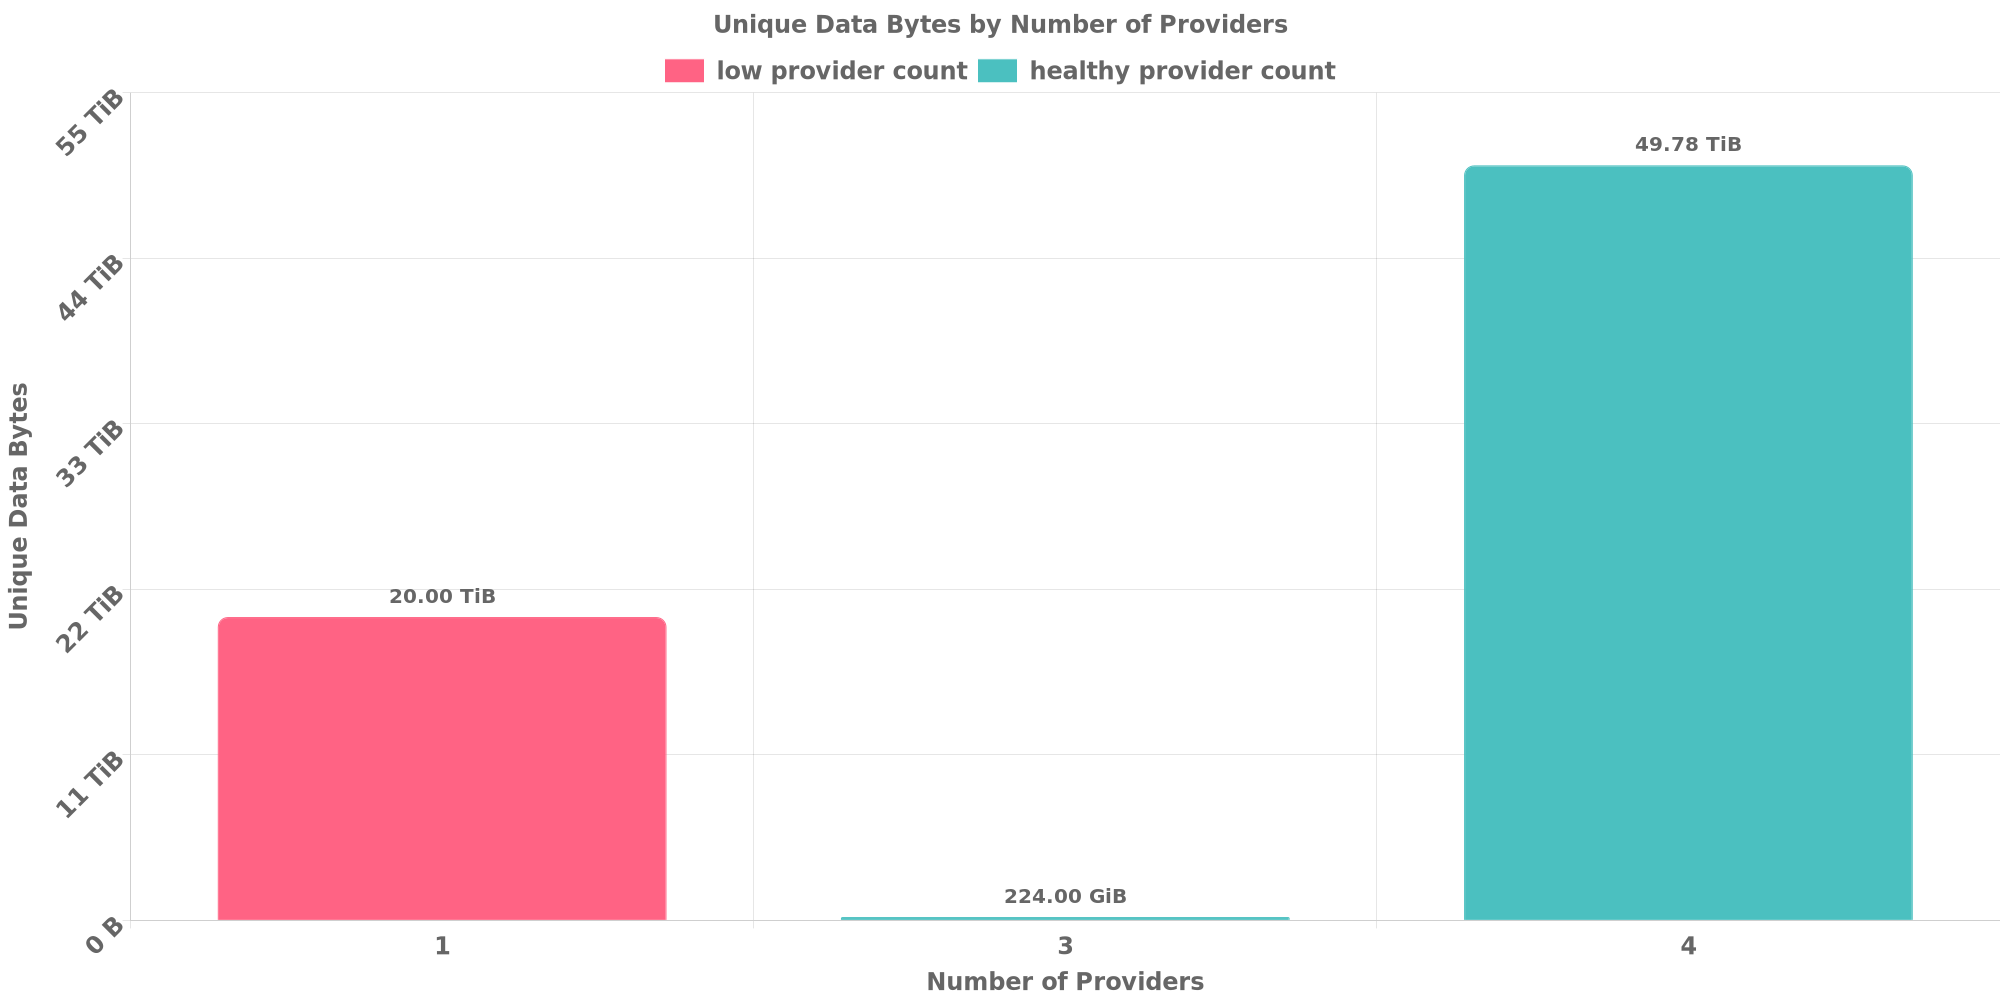 Unique Data Bytes by Number of Providers
low provider count healthy provider count
55 TiB
49.78 TiB
44 TiB
33 TiB
Unique Data Bytes
22 TiB
20.00 TiB
11 TiB
224.00 GiB
0 B
1 3 4
Number of Providers